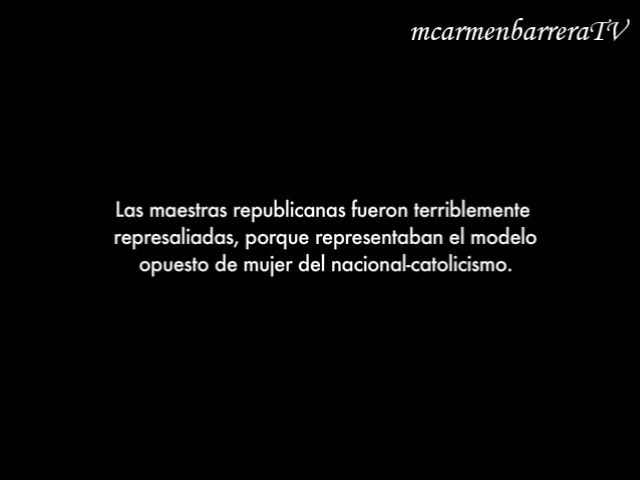 mcarmenbarreraTV
Las maestras republicanas fueron terriblemente
represaliadas, porque representaban el modelo
opuesto de mujer del nacional-catolicismo.